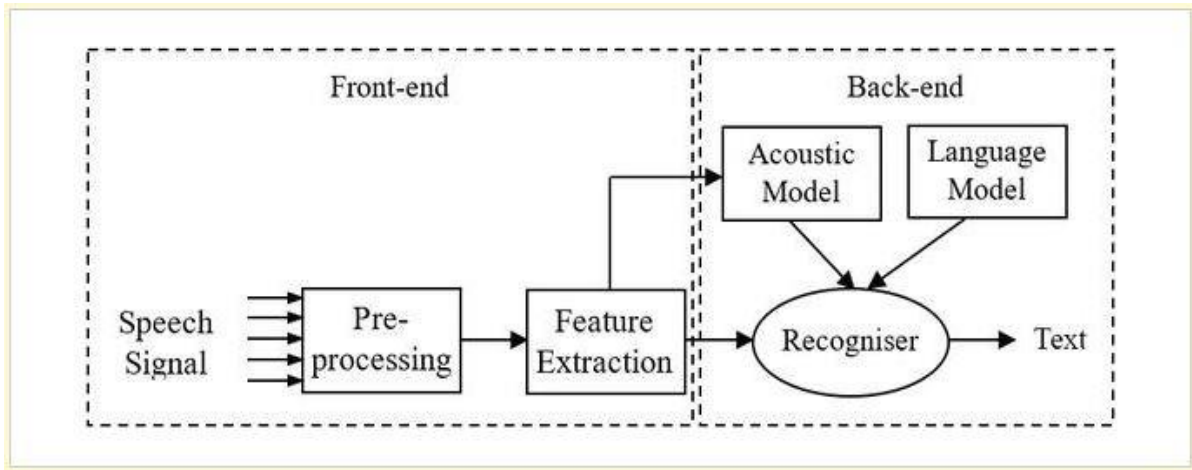 Front-end
Back-end
Acoustic
Model
Language
Model
Speech
Signal
Pre-
processing
Feature
Extraction
Recogniser
Text